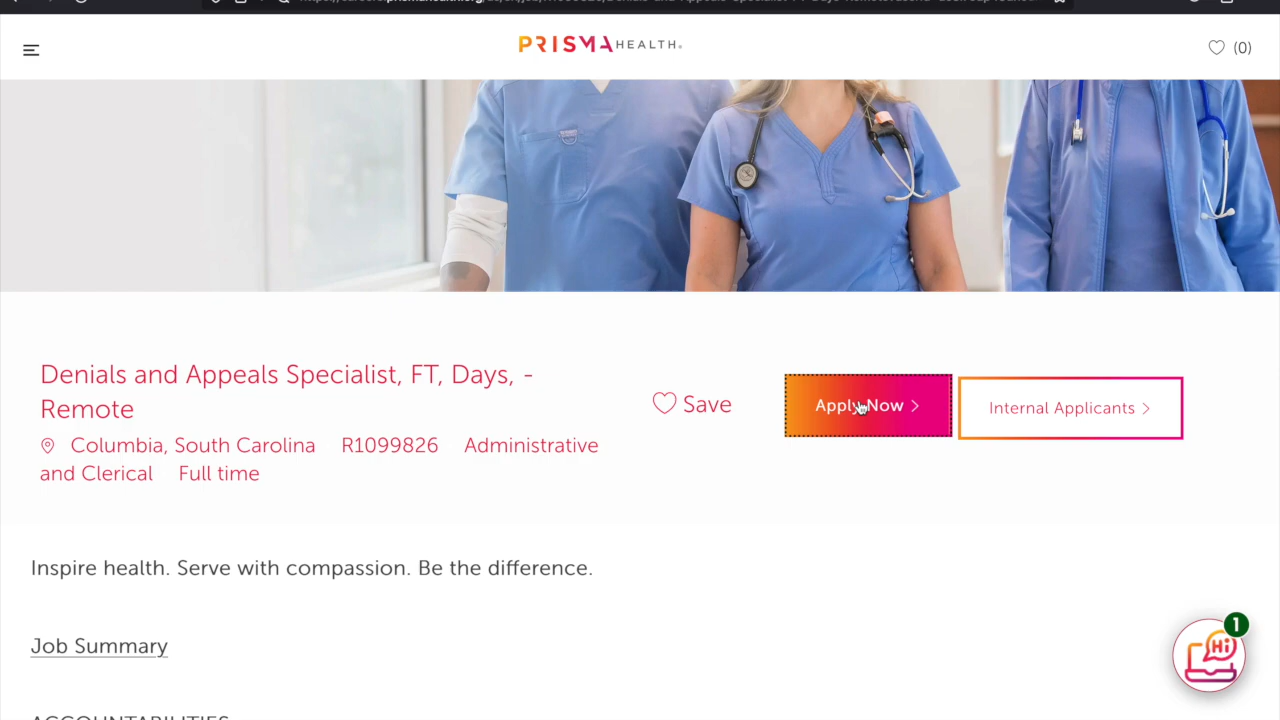 PRISMA HEALTH.
(0)
Denials and Appeals Specialist, FT, Days, -
Remote
Save
Apply Now
Internal Applicants
Columbia, South Carolina R1099826 Administrative
and Clerical Full time
Inspire health. Serve with compassion. Be the difference.
Job Summary
1
Hi
ACCOUNTABILITIES